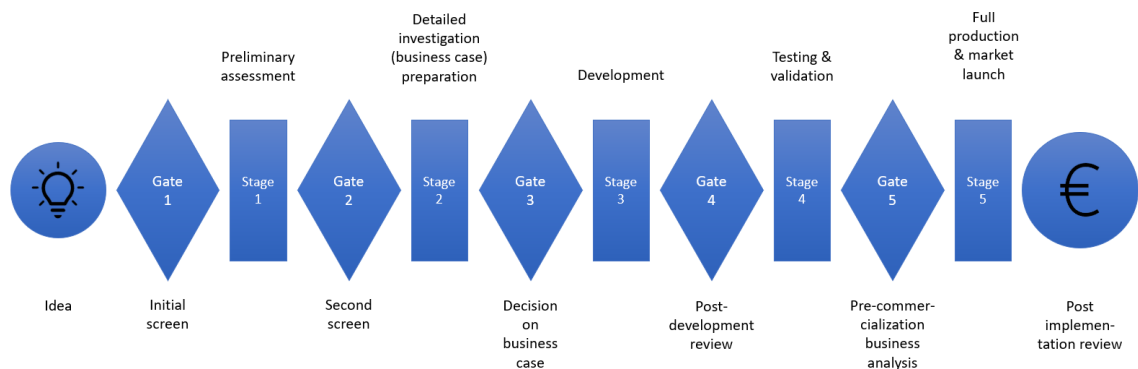 Preliminary
assessment
Detailed
investigation
(business case)
preparation
Development
Testing &
validation
Full
production
& market
launch
Gate
1
Stage
1
Gate
2
Stage
2
Gate
3
Stage
3
Gate
4
Stage
4
Gate
5
Stage
5
€
Idea
Initial
screen
Second
screen
Decision
on
business
case
Post-
development
review
Pre-commer-
cialization
business
analysis
Post
implemen-
tation review